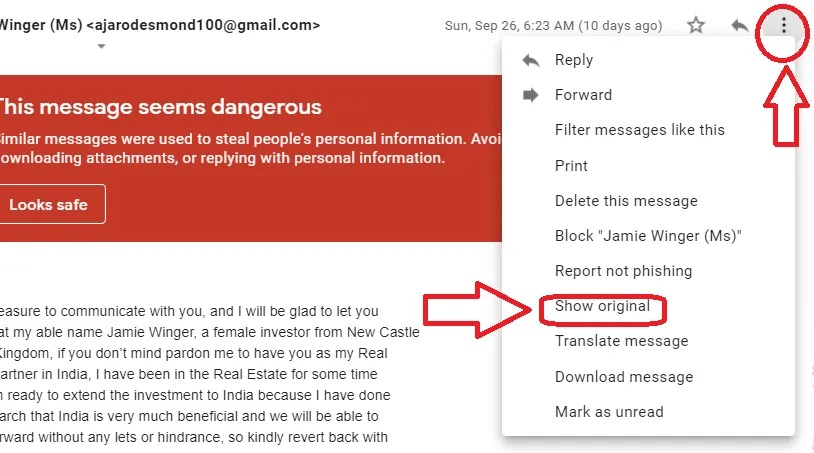 Winger (Ms) <ajarodesmond100@gmail.com>
Sun, Sep 26, 6:23 AM (10 days ago)
This message seems dangerous
Similar messages were used to steal people's personal information. Avoi
ownloading attachments, or replying with personal information.
Looks safe
Reply
Forward
Filter messages like this
Print
Delete this message
Block "Jamie Winger (Ms)"
Report not phishing
Show original
Translate message
Download message
Mark as unread
easure to communicate with you, and I will be glad to let you
at my able name Jamie Winger, a female investor from New Castle
Kingdom, if you don't mind pardon me to have you as my Real
artner in India, I have been in the Real Estate for some time
n ready to extend the investment to India because I have done
arch that India is very much beneficial and we will be able to
rward without any lets or hindrance, so kindly revert back with